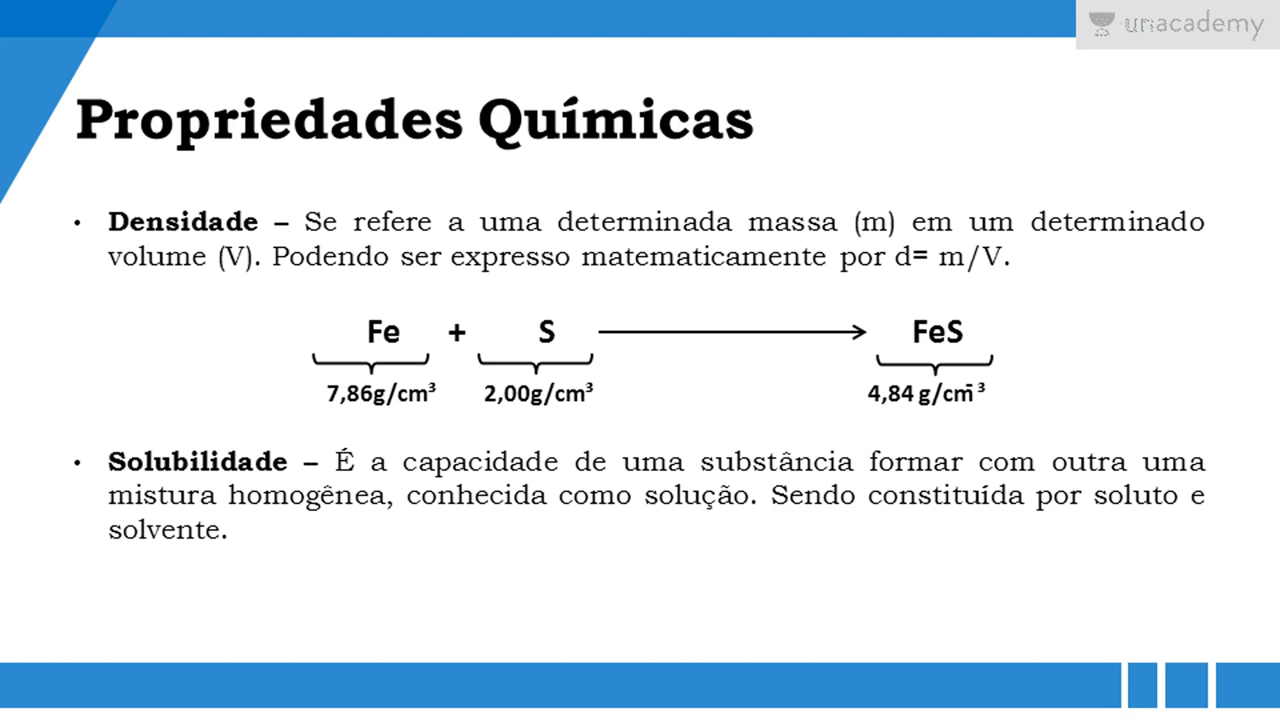 unacademy
Propriedades Químicas
• Densidade – Se refere a uma determinada massa (m) em um determinado
volume (V). Podendo ser expresso matematicamente por d= m/V.
Fe + S FeS
7,86g/cm³ 2,00g/cm³ 4,84 g/cm̄ ³
• Solubilidade – É a capacidade de uma substância formar com outra uma
mistura homogênea, conhecida como solução. Sendo constituída por soluto e
solvente.